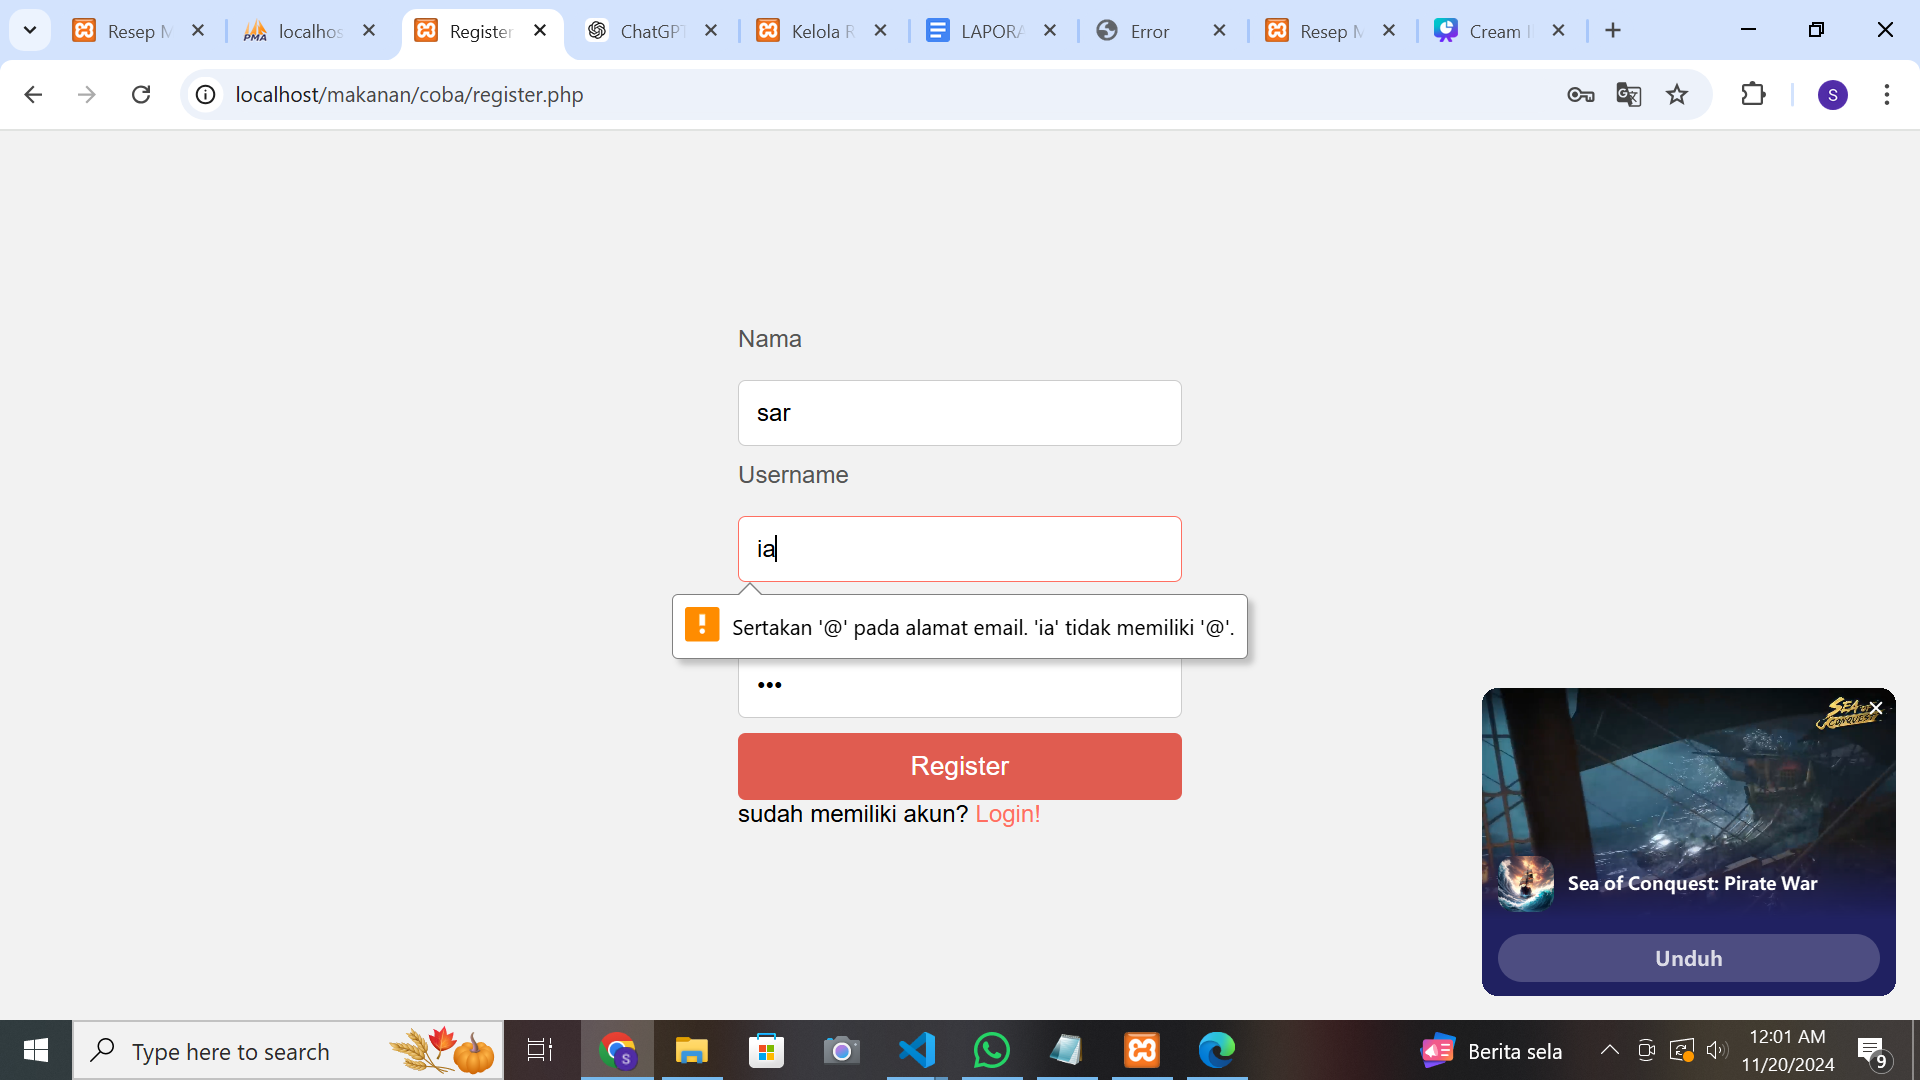 Resep M
localhos
Register
ChatGPT
Kelola R
LAPORA
Error
Resep M
Cream I
localhost/makanan/coba/register.php
S
Nama
sar
Username
ia
Sertakan '@' pada alamat email. 'ia' tidak memiliki '@'.
•••
Register
sudah memiliki akun? Login!
SEA OF CONQUEST
Sea of Conquest: Pirate War
Unduh
Type here to search
S
Berita sela
12:01 AM
11/20/2024
9